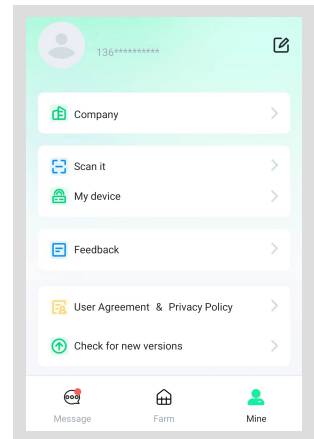 136**********
Company
Scan it
My device
Feedback
User Agreement & Privacy Policy
Check for new versions
Message
Farm
Mine